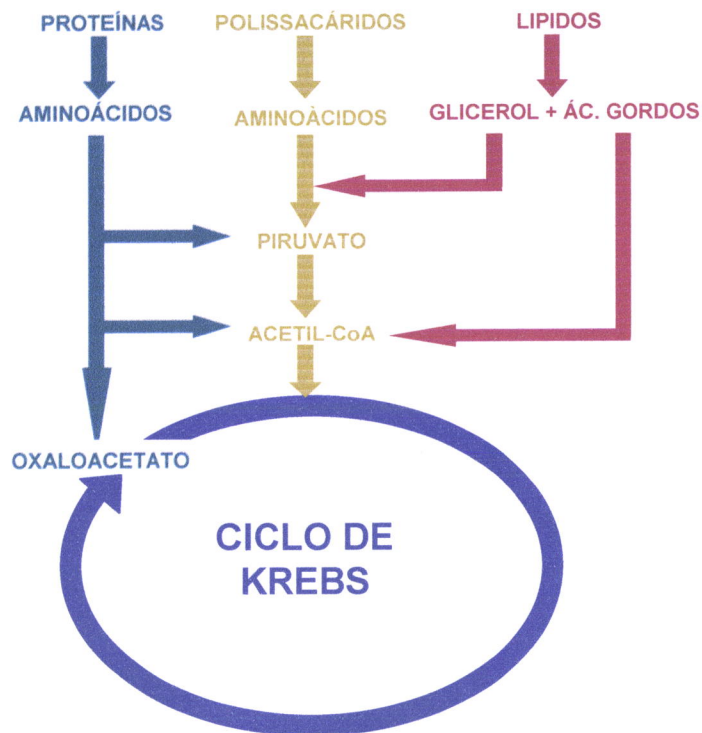 PROTEÍNAS
POLISSACÁRIDOS
LIPIDOS
AMINOÁCIDOS
AMINOÀCIDOS
GLICEROL + ÁC. GORDOS
PIRUVATO
ACETIL-CoA
OXALOACETATO
CICLO DE
KREBS